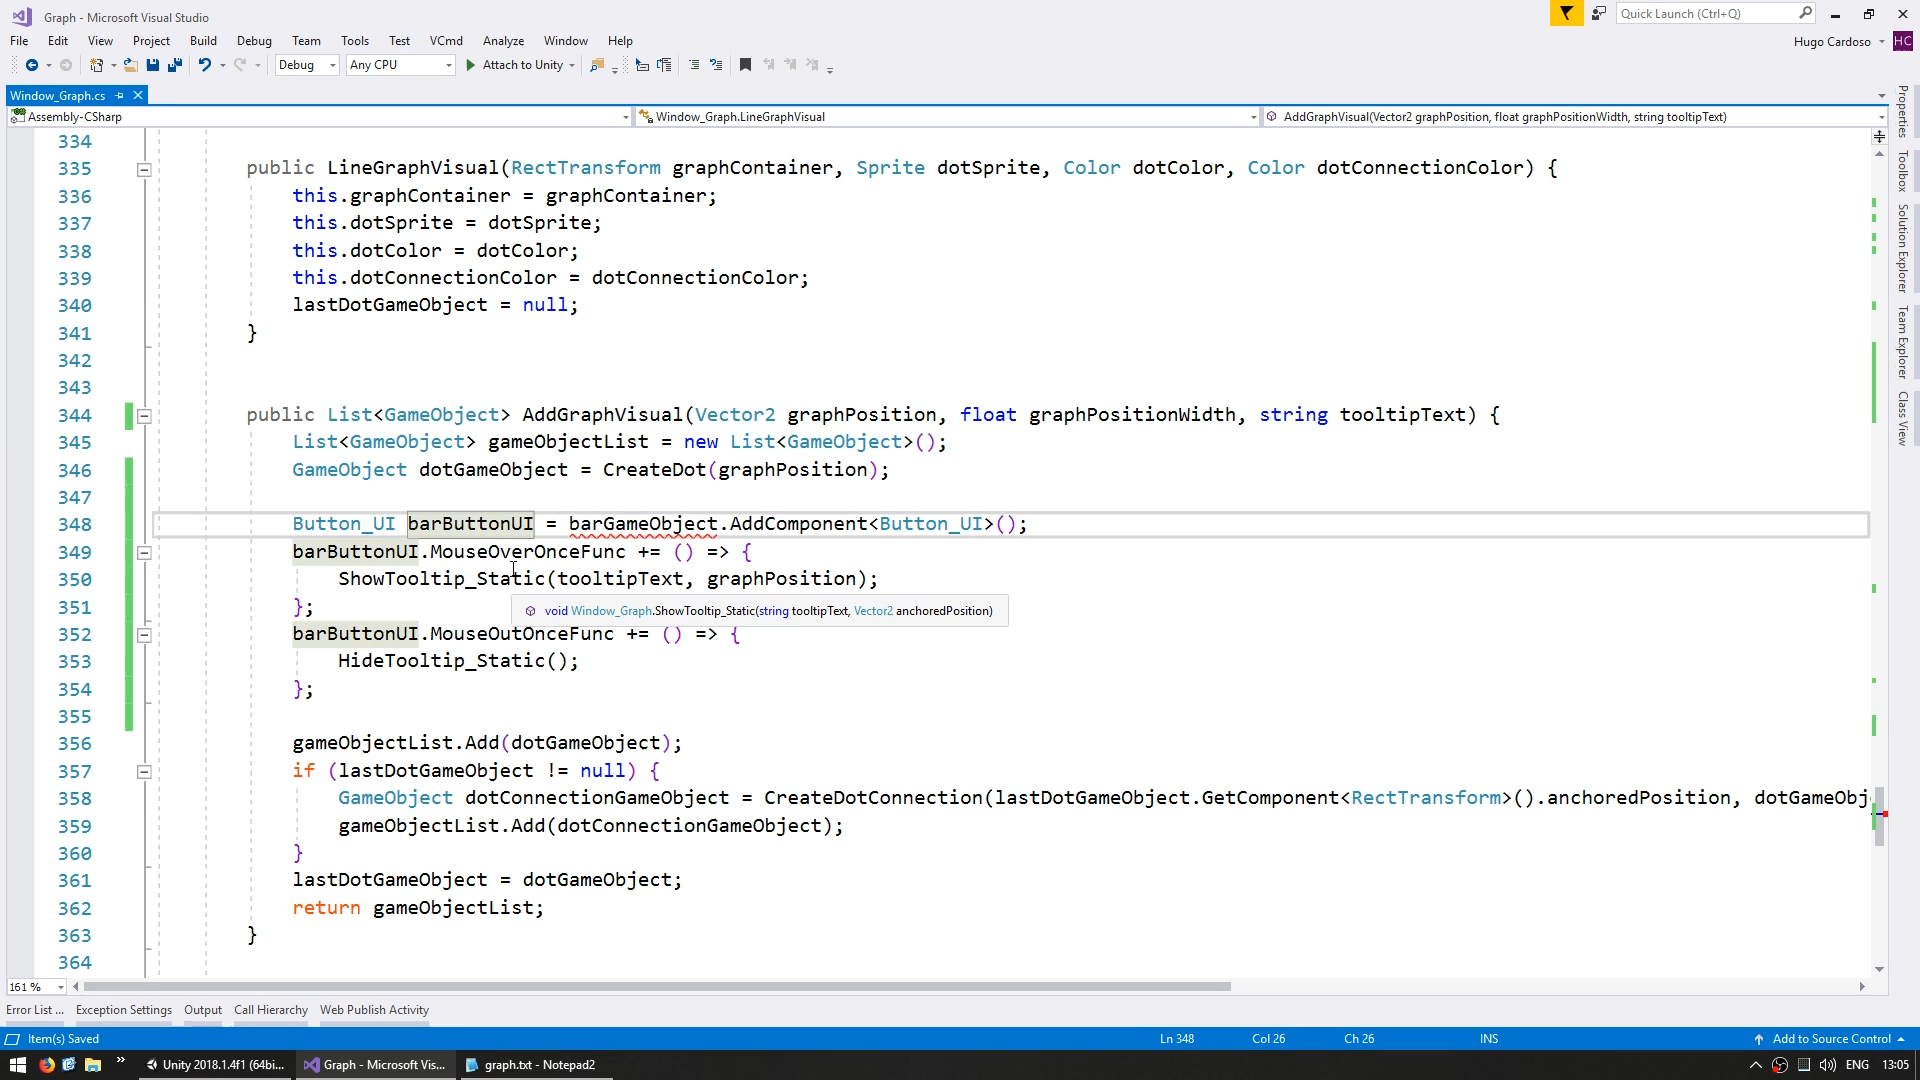 Graph - Microsoft Visual Studio
Quick Launch (Ctrl+Q)
File Edit View Project Build Debug Team Tools Test VCmd Analyze Window Help
Hugo Cardoso HC
Debug Any CPU Attach to Unity
Window_Graph.cs
Assembly-CSharp Window_Graph.LineGraphVisual AddGraphVisual(Vector2 graphPosition, float graphPositionWidth, string tooltipText)
334
335 public LineGraphVisual(RectTransform graphContainer, Sprite dotSprite, Color dotColor, Color dotConnectionColor) {
336 this.graphContainer = graphContainer;
337 this.dotSprite = dotSprite;
338 this.dotColor = dotColor;
339 this.dotConnectionColor = dotConnectionColor;
340 lastDotGameObject = null;
341 }
342
343
344 public List<GameObject> AddGraphVisual(Vector2 graphPosition, float graphPositionWidth, string tooltipText) {
345 List<GameObject> gameObjectList = new List<GameObject>();
346 GameObject dotGameObject = CreateDot(graphPosition);
347
348 Button_UI barButtonUI = barGameObject.AddComponent<Button_UI>();
349 barButtonUI.MouseOverOnceFunc += () => {
350 ShowTooltip_Static(tooltipText, graphPosition);
351 };
void Window_Graph.ShowTooltip_Static(string tooltipText, Vector2 anchoredPosition)
352 barButtonUI.MouseOutOnceFunc += () => {
353 HideTooltip_Static();
354 };
355
356 gameObjectList.Add(dotGameObject);
357 if (lastDotGameObject != null) {
358 GameObject dotConnectionGameObject = CreateDotConnection(lastDotGameObject.GetComponent<RectTransform>().anchoredPosition, dotGameObj
359 gameObjectList.Add(dotConnectionGameObject);
360 }
361 lastDotGameObject = dotGameObject;
362 return gameObjectList;
363 }
364
Properties
Toolbox
Solution Explorer
Team Explorer
Class View
161 %
Error List ... Exception Settings Output Call Hierarchy Web Publish Activity
Item(s) Saved Ln 348 Col 26 Ch 26 INS Add to Source Control
Unity 2018.1.4f1 (64bi... Graph - Microsoft Vis... graph.txt - Notepad2 ENG 13:05